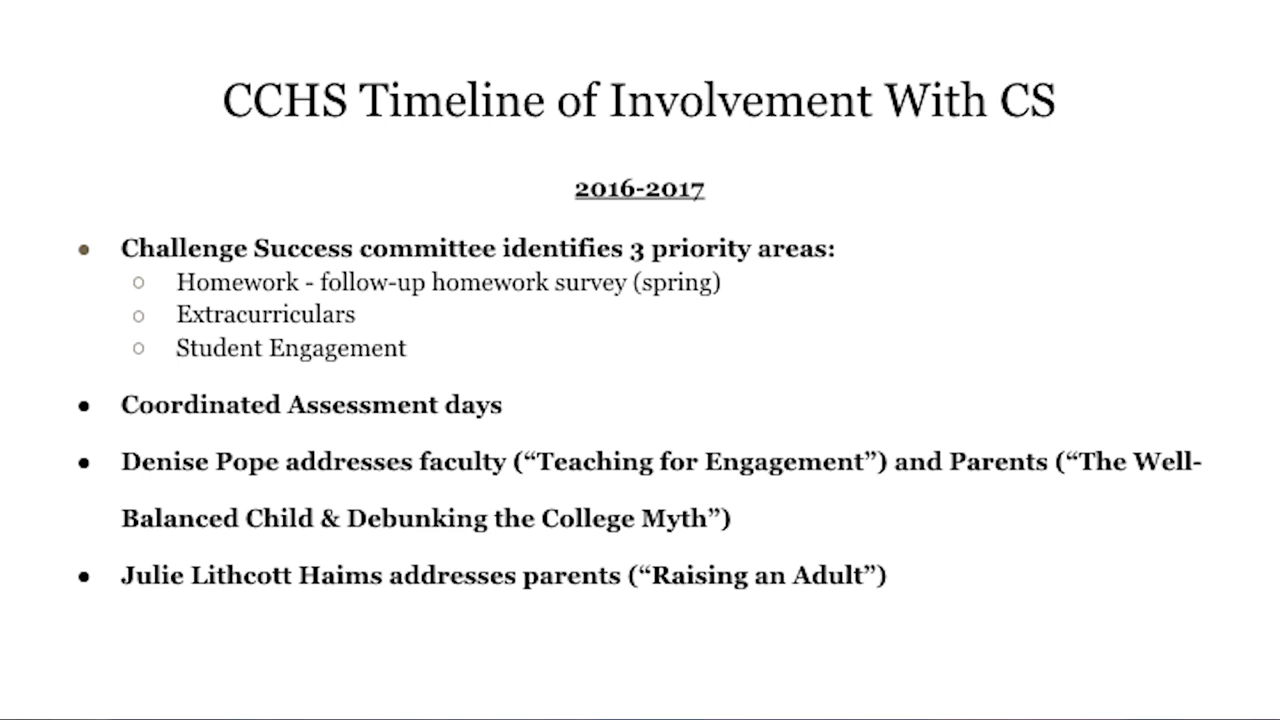 CCHS Timeline of Involvement With CS
2016-2017
● Challenge Success committee identifies 3 priority areas:
○ Homework - follow-up homework survey (spring)
○ Extracurriculars
○ Student Engagement
● Coordinated Assessment days
● Denise Pope addresses faculty (“Teaching for Engagement”) and Parents (“The Well-
Balanced Child & Debunking the College Myth”)
● Julie Lithcott Haims addresses parents (“Raising an Adult”)